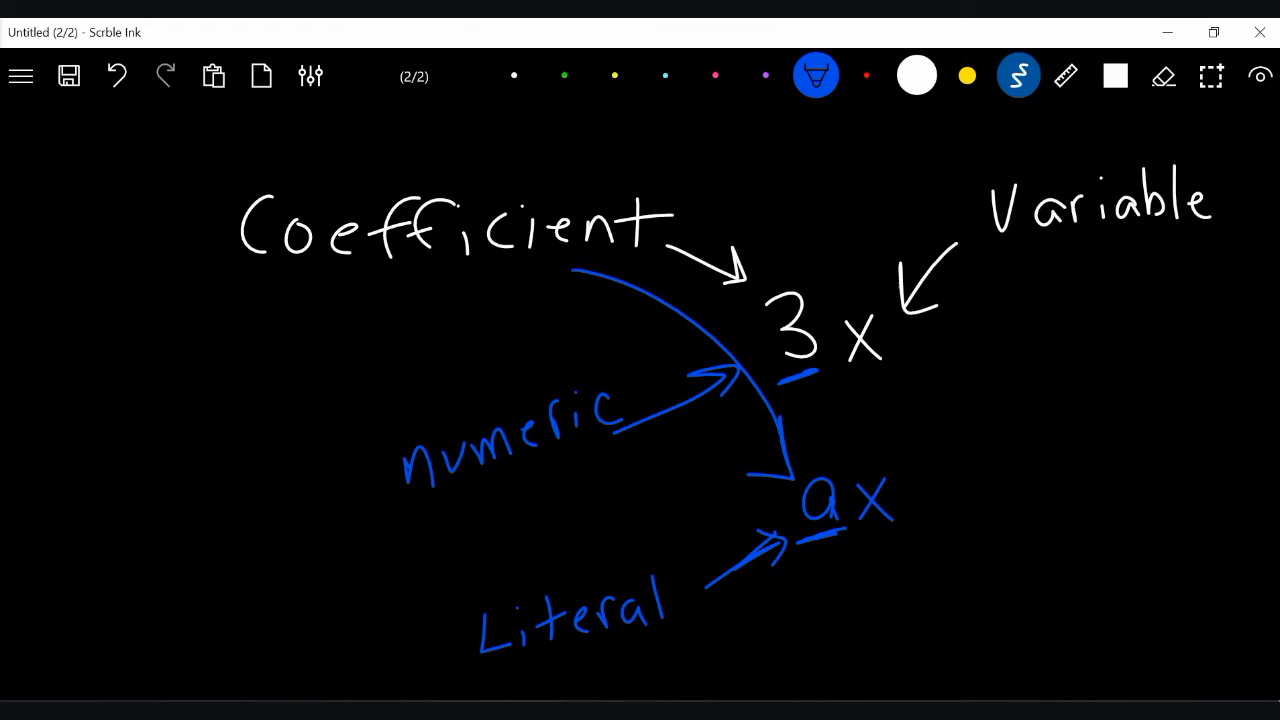 Untitled (2/2) - Scrble Ink
(2/2)
Variable
Coefficient
3x
numeric
ax
Literal